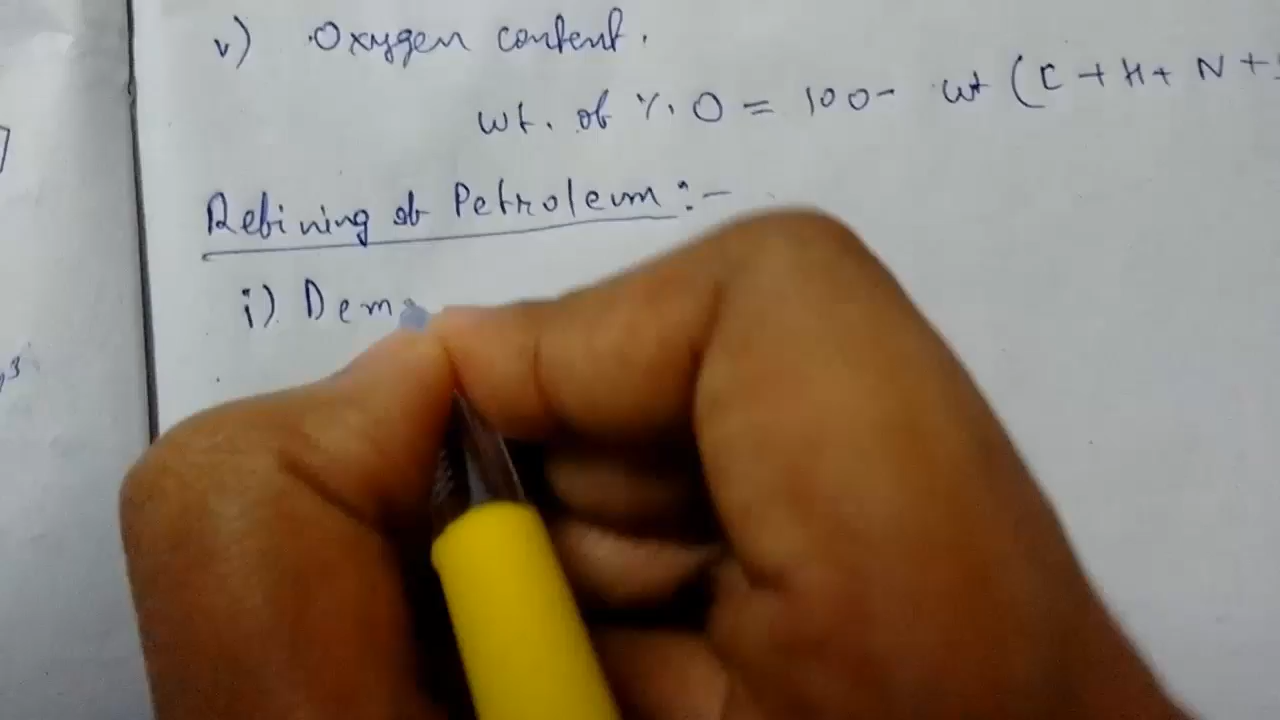 v) Oxygen content.
wt. of % O = 100 - wt (C + H + N +
Refining of Petroleum :-
i) Dem